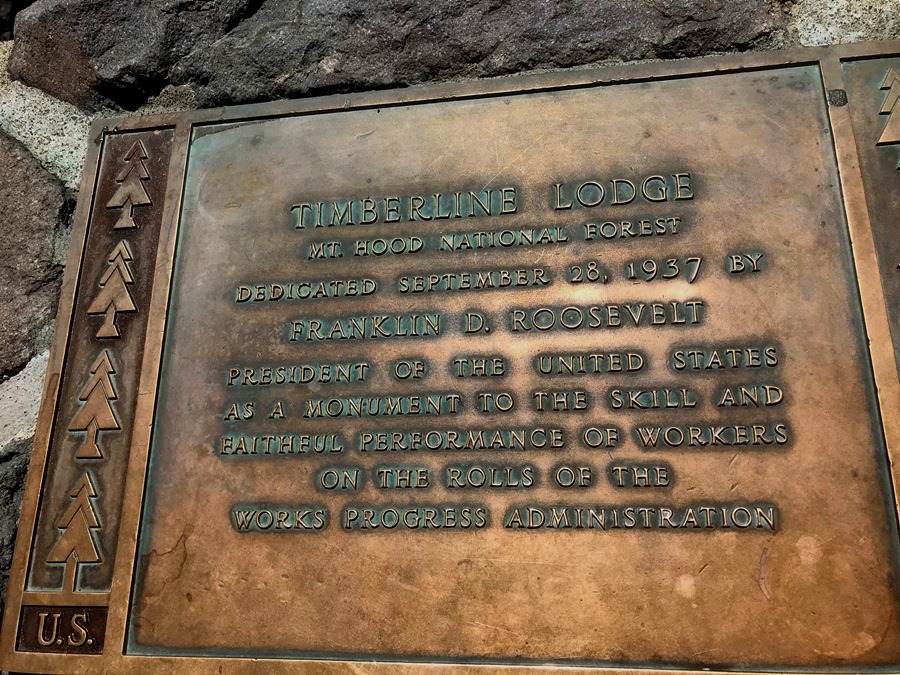 TIMBERLINE LODGE
MT. HOOD NATIONAL FOREST
DEDICATED SEPTEMBER 28, 1937 BY
FRANKLIN D. ROOSEVELT
PRESIDENT OF THE UNITED STATES
AS A MONUMENT TO THE SKILL AND
FAITHFUL PERFORMANCE OF WORKERS
ON THE ROLLS OF THE
WORKS PROGRESS ADMINISTRATION
U.S.